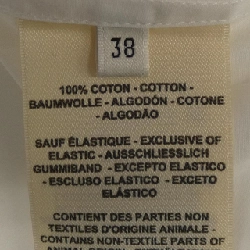 38
100% COTON - COTTON -
BAUMWOLLE - ALGODÓN - COTONE
- ALGODÃO
SAUF ÉLASTIQUE - EXCLUSIVE OF
ELASTIC - AUSSCHLIESSLICH
GUMMIBAND - EXCEPTO ELASTICO
- ESCLUSO ELASTICO - EXCETO
ELÁSTICO
CONTIENT DES PARTIES NON
TEXTILES D'ORIGINE ANIMALE
- CONTAINS NON-TEXTILE PARTS OF